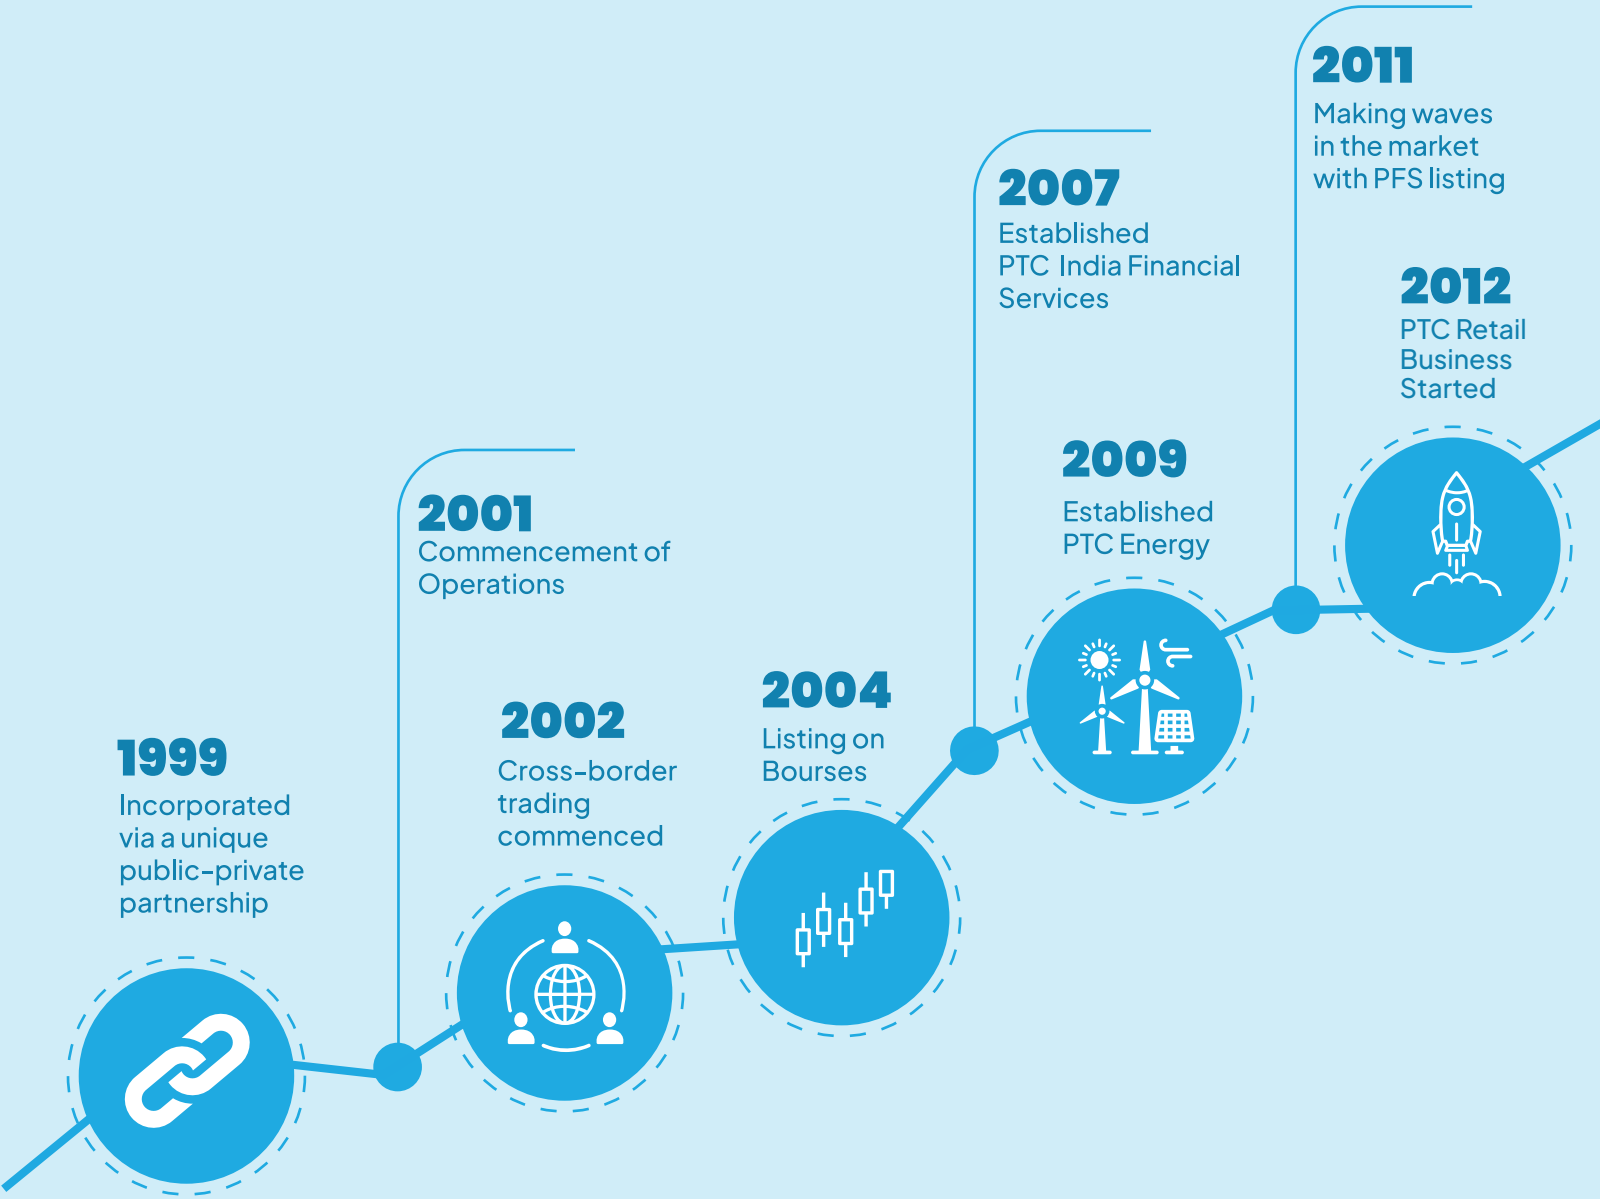 1999
Incorporated
via a unique
public-private
partnership
2001
Commencement of
Operations
2002
Cross-border
trading
commenced
2004
Listing on
Bourses
2007
Established
PTC India Financial
Services
2009
Established
PTC Energy
2011
Making waves
in the market
with PFS listing
2012
PTC Retail
Business
Started